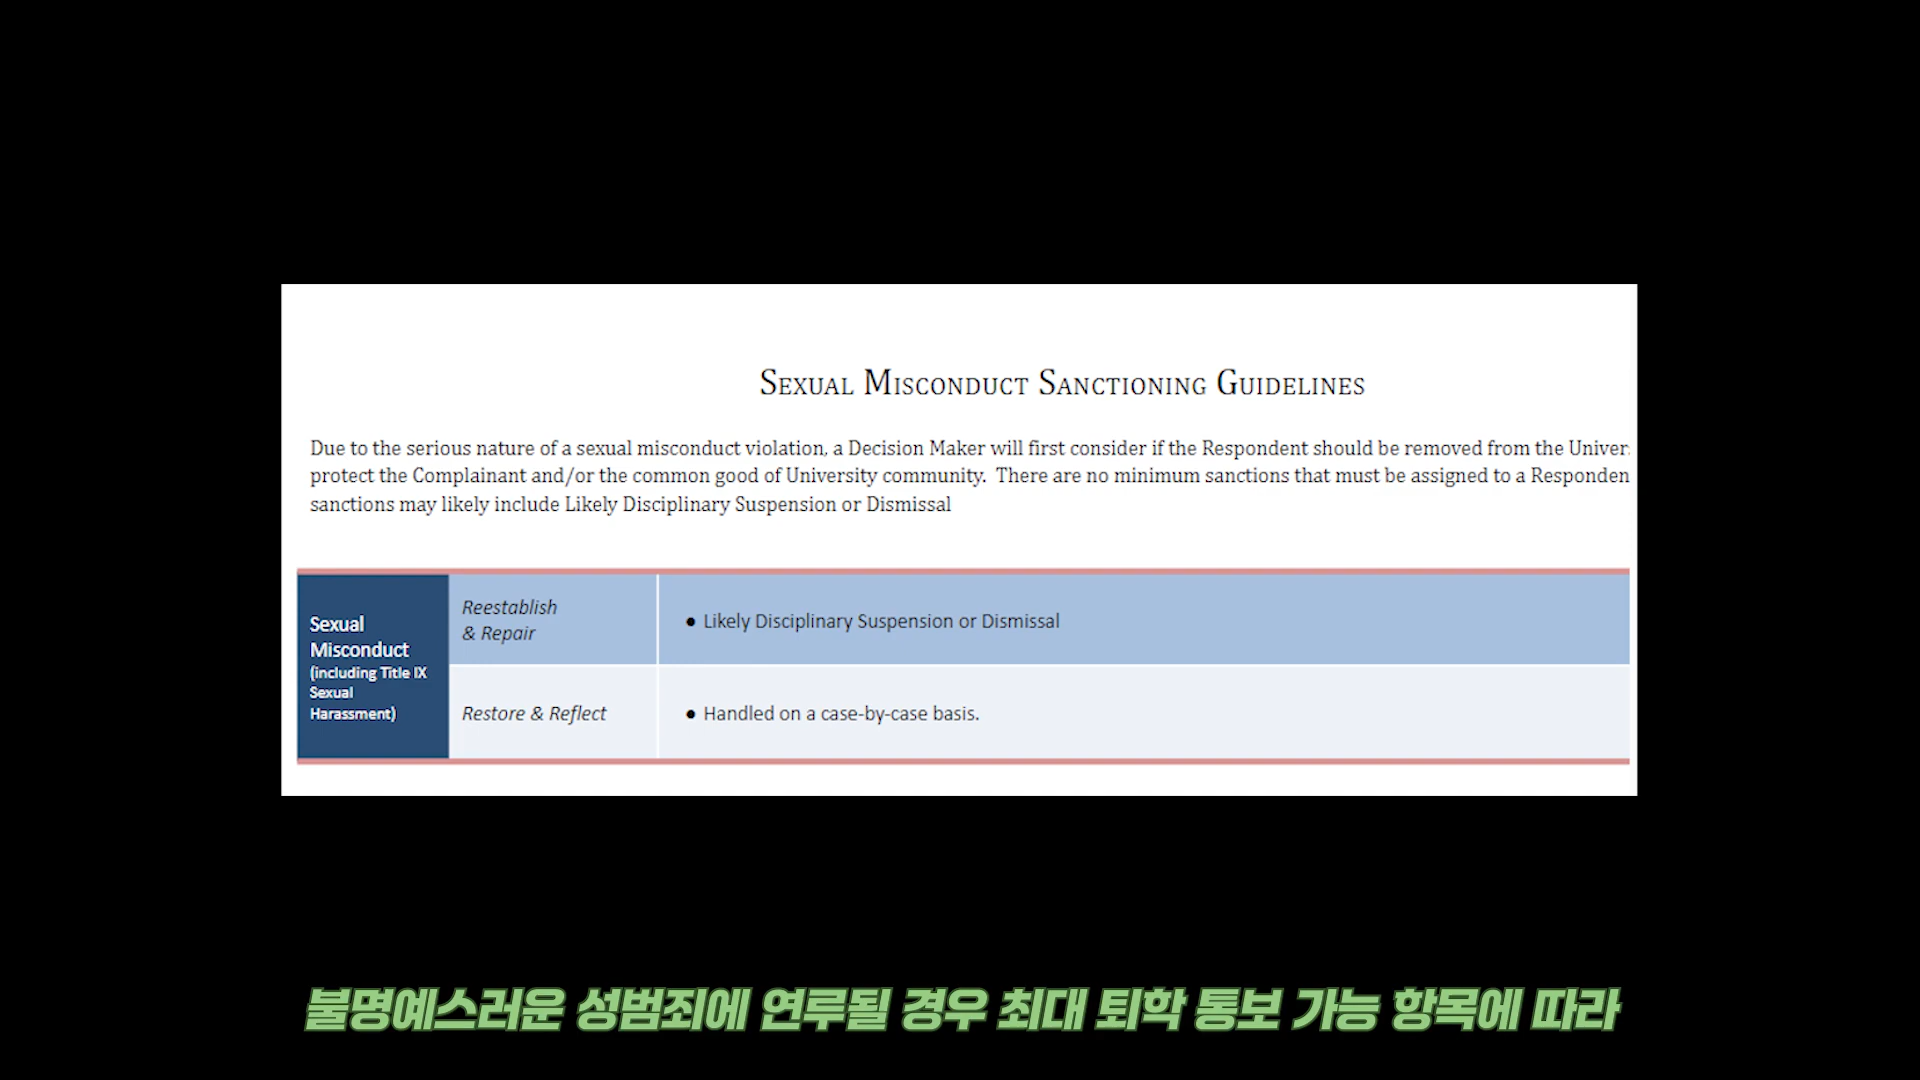 Sexual Misconduct Sanctioning Guidelines
Due to the serious nature of a sexual misconduct violation, a Decision Maker will first consider if the Respondent should be removed from the
protect the Complainant and/or the common good of University community. There are no minimum sanctions that must be assigned to a
sanctions may likely include Likely Disciplinary Suspension or Dismissal
Sexual
Misconduct
(including Title IX
Sexual
Harassment)
Reestablish
& Repair
● Likely Disciplinary Suspension or Dismissal
Restore & Reflect
● Handled on a case-by-case basis.
불명예스러운 성범죄에 연루될 경우 최대 퇴학 통보 가능 항목에 따라